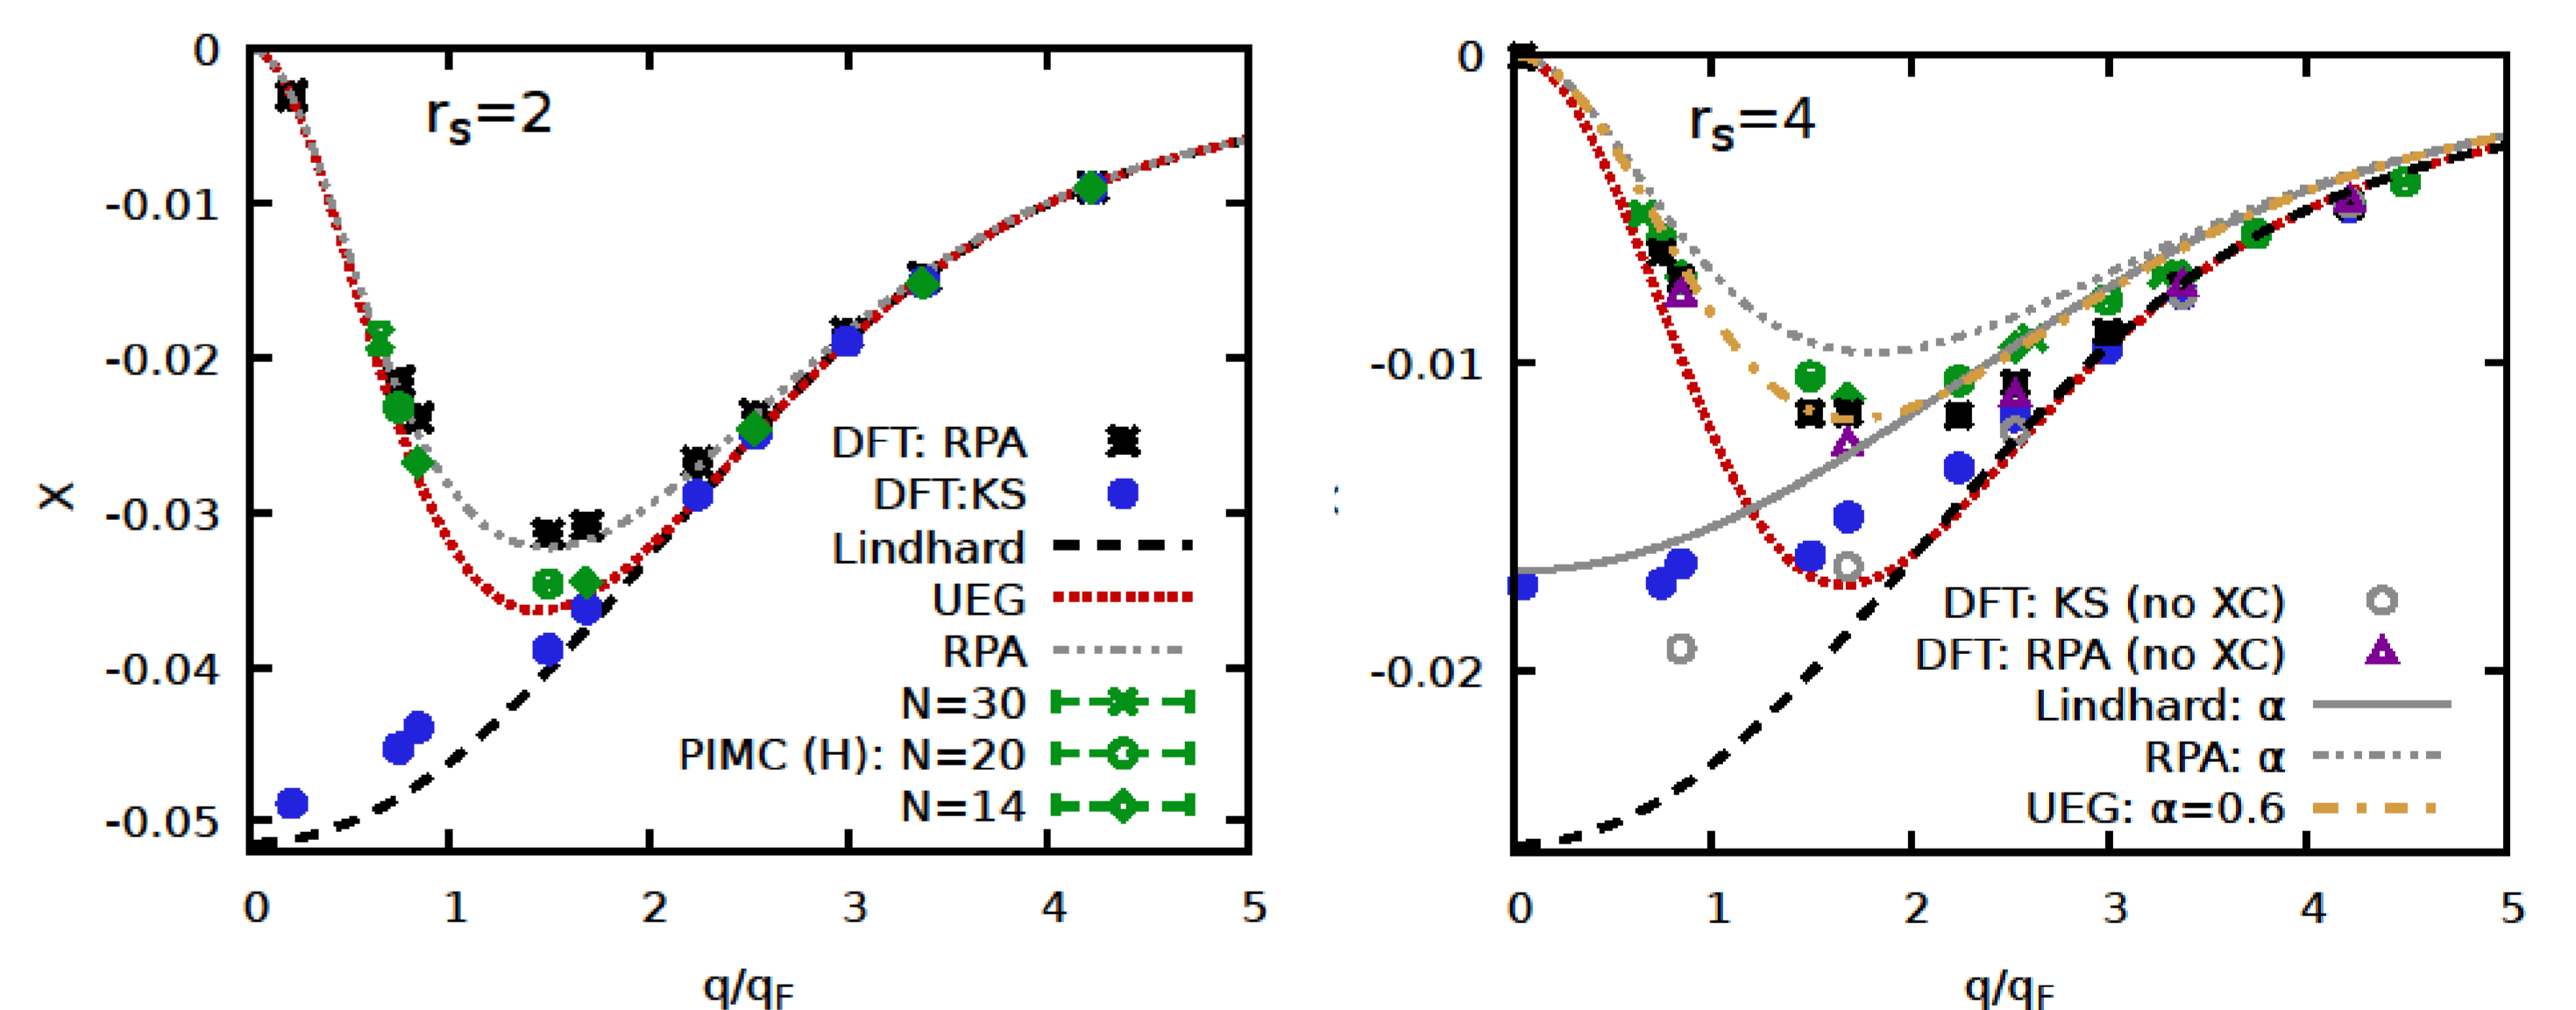 0
-0.01
-0.02
-0.03
-0.04
-0.05
X
r_s=2
DFT: RPA
DFT:KS
Lindhard
UEG
RPA
N=30
PIMC (H): N=20
N=14
0 1 2 3 4 5
q/q_F
0
-0.01
-0.02
r_s=4
DFT: KS (no XC)
DFT: RPA (no XC)
Lindhard: α
RPA: α
UEG: α=0.6
0 1 2 3 4 5
q/q_F